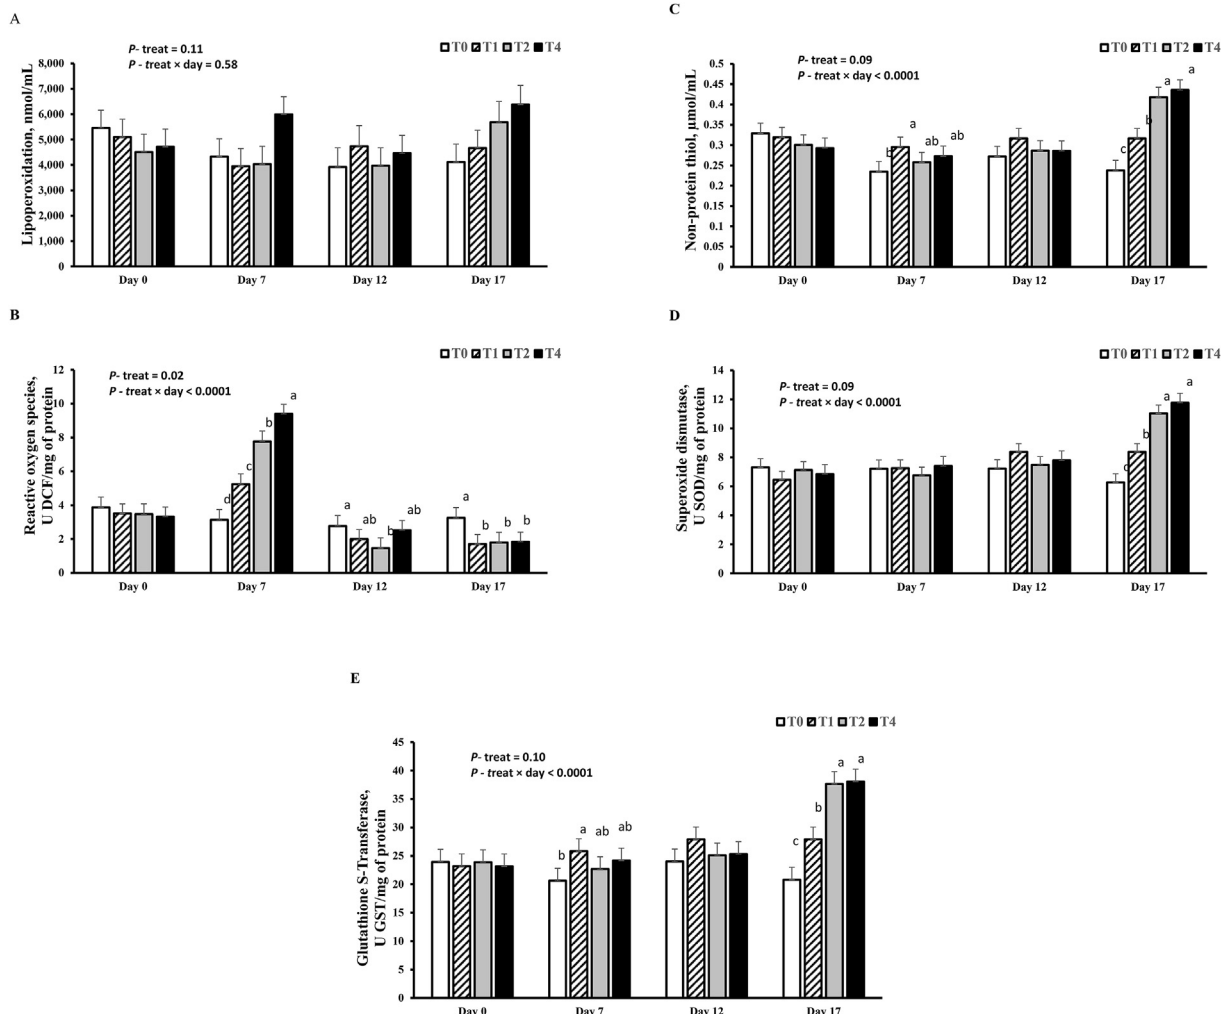 A
P- treat = 0.11
P - treat × day = 0.58
T0 T1 T2 T4
Lipoperoxidation, nmol/mL
8,000
7,000
6,000
5,000
4,000
3,000
2,000
1,000
0
Day 0 Day 7 Day 12 Day 17
C
P- treat = 0.09
P - treat × day < 0.0001
T0 T1 T2 T4
Non-protein thiol, µmol/mL
0.5
0.45
0.4
0.35
0.3
0.25
0.2
0.15
0.1
0.05
0
b a ab ab
c b a a
Day 0 Day 7 Day 12 Day 17
B
P- treat = 0.02
P - treat × day < 0.0001
T0 T1 T2 T4
Reactive oxygen species,
U DCF/mg of protein
12
10
8
6
4
2
0
d c b a
a ab b ab
a b b b
Day 0 Day 7 Day 12 Day 17
D
P- treat = 0.09
P - treat × day < 0.0001
T0 T1 T2 T4
Superoxide dismutase,
U SOD/mg of protein
14
12
10
8
6
4
2
0
c b a a
Day 0 Day 7 Day 12 Day 17
E
P- treat = 0.10
P - treat × day < 0.0001
T0 T1 T2 T4
Glutathione S-Transferase,
U GST/mg of protein
45
40
35
30
25
20
15
10
5
0
b a ab ab
c b a a
Day 0 Day 7 Day 12 Day 17